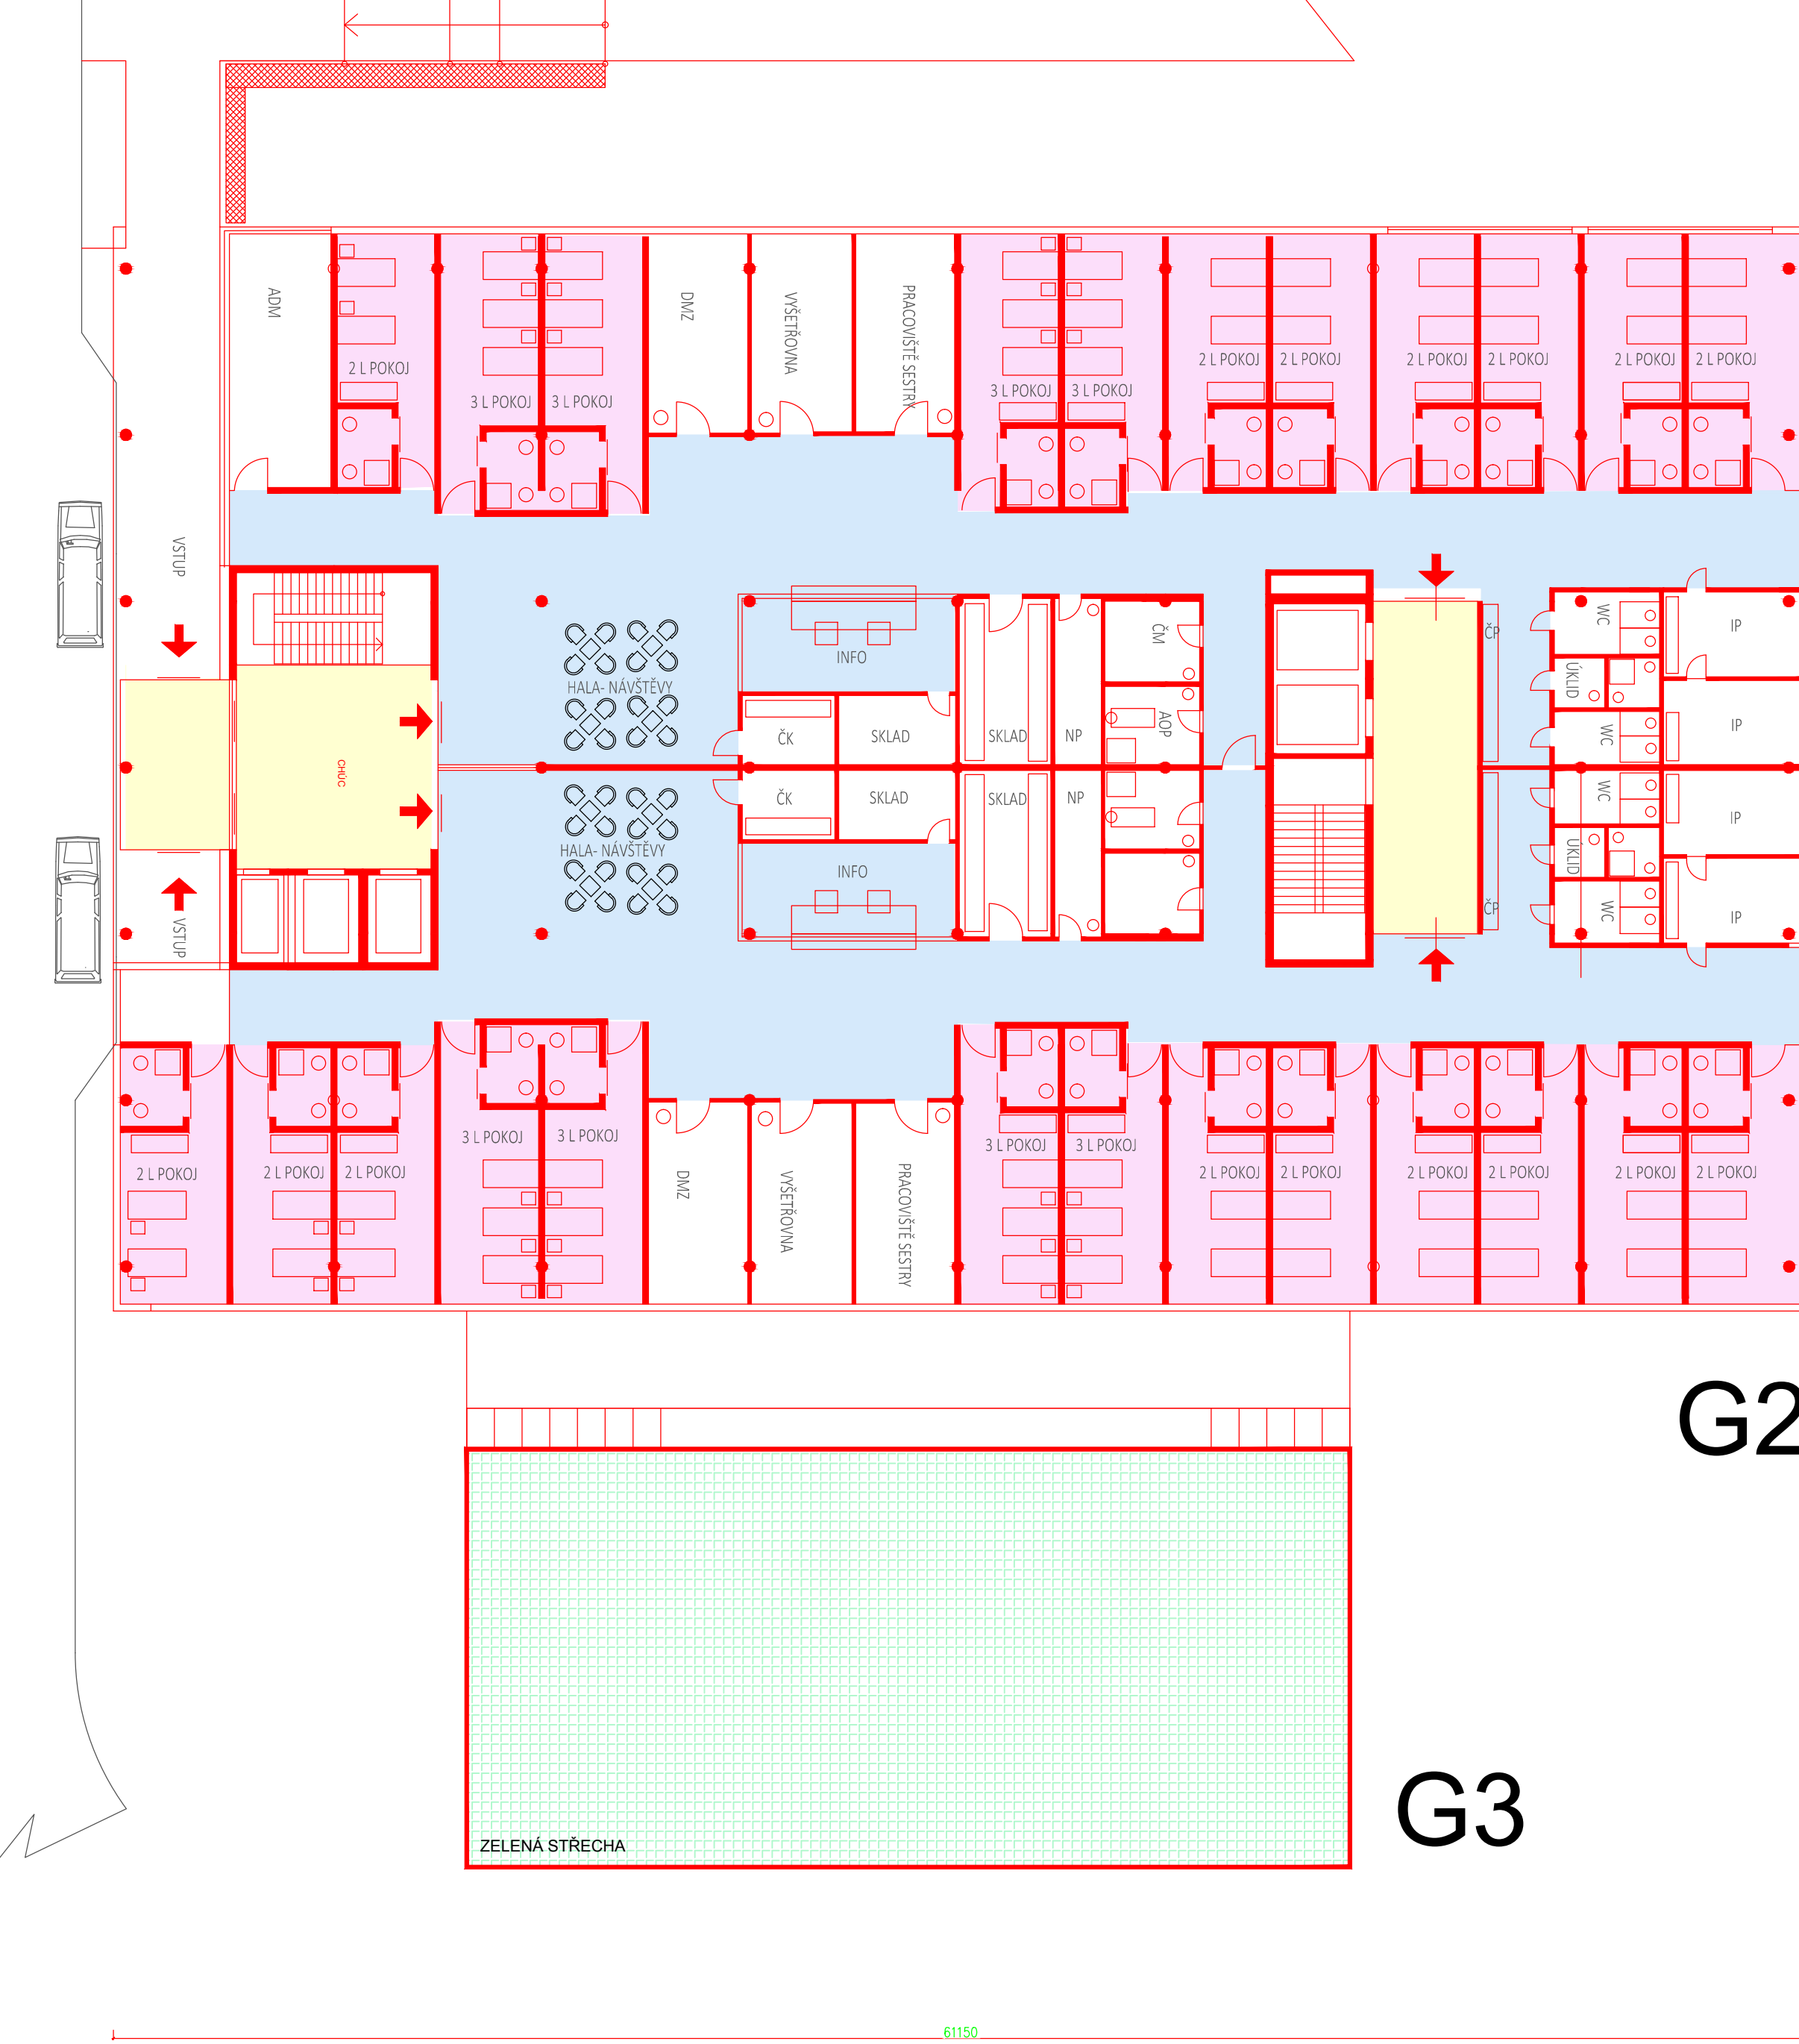 ADM
DMZ
VYŠETŘOVNA
PRACOVIŠTĚ SESTRY
2 L POKOJ
3 L POKOJ
3 L POKOJ
3 L POKOJ
3 L POKOJ
2 L POKOJ
2 L POKOJ
2 L POKOJ
2 L POKOJ
2 L POKOJ
2 L POKOJ
VSTUP
INFO
ČM
ČP
WC
IP
HALA- NÁVŠTĚVY
ÚKLID
AOP
ČK
SKLAD
SKLAD
NP
WC
IP
CHÚC
ČK
SKLAD
SKLAD
NP
WC
IP
HALA- NÁVŠTĚVY
INFO
ÚKLID
ČP
WC
IP
VSTUP
2 L POKOJ
2 L POKOJ
2 L POKOJ
3 L POKOJ
3 L POKOJ
DMZ
VYŠETŘOVNA
PRACOVIŠTĚ SESTRY
3 L POKOJ
3 L POKOJ
2 L POKOJ
2 L POKOJ
2 L POKOJ
2 L POKOJ
2 L POKOJ
2 L POKOJ
G2
G3
ZELENÁ STŘECHA
61150